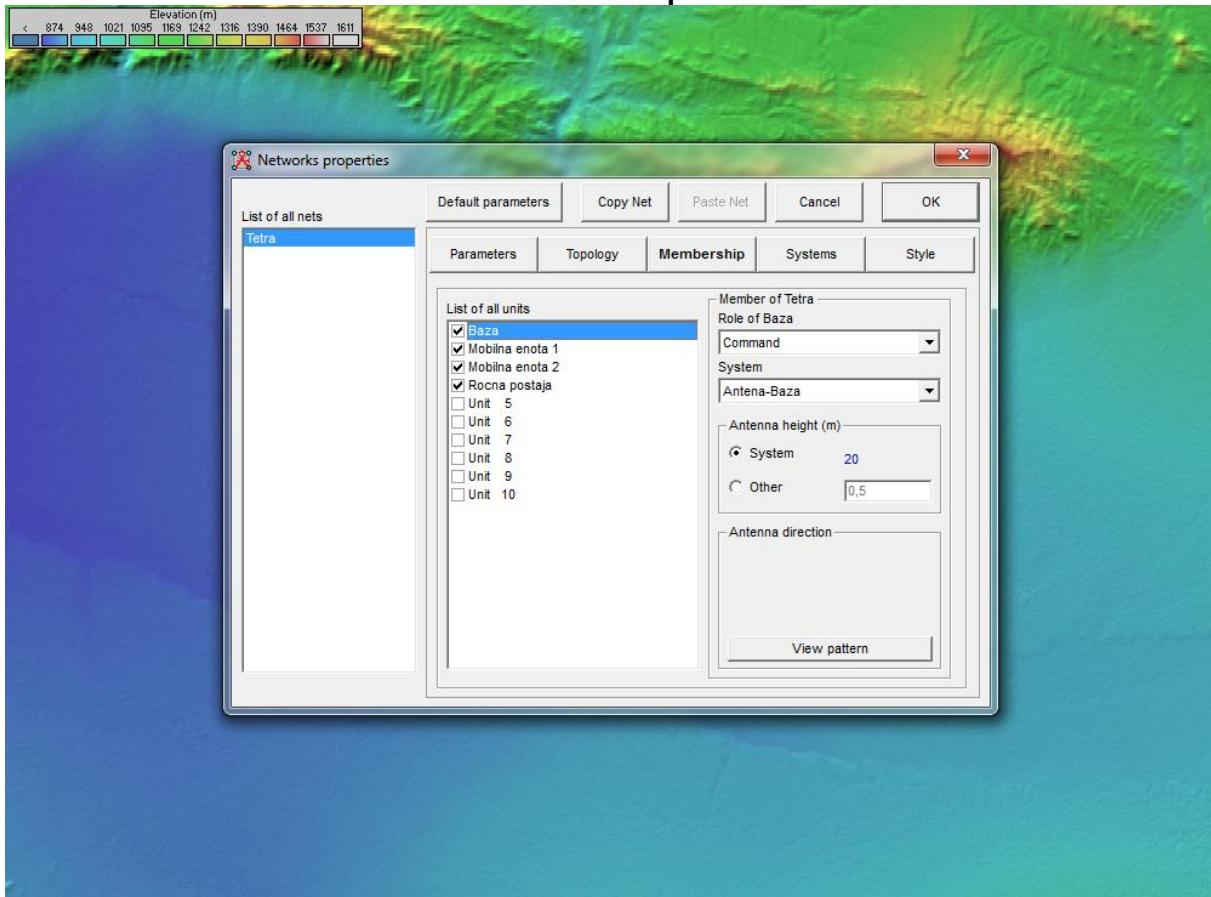 Elevation (m)
< 874 948 1021 1095 1169 1242 1316 1390 1464 1537 1611
Networks properties
List of all nets
Tetra
Default parameters Copy Net Paste Net Cancel OK
Parameters Topology Membership Systems Style
List of all units
Baza
Mobilna enota 1
Mobilna enota 2
Rocna postaja
Unit 5
Unit 6
Unit 7
Unit 8
Unit 9
Unit 10
Member of Tetra
Role of Baza
Command
System
Antena-Baza
Antenna height (m)
System 20
Other 0,5
Antenna direction
View pattern